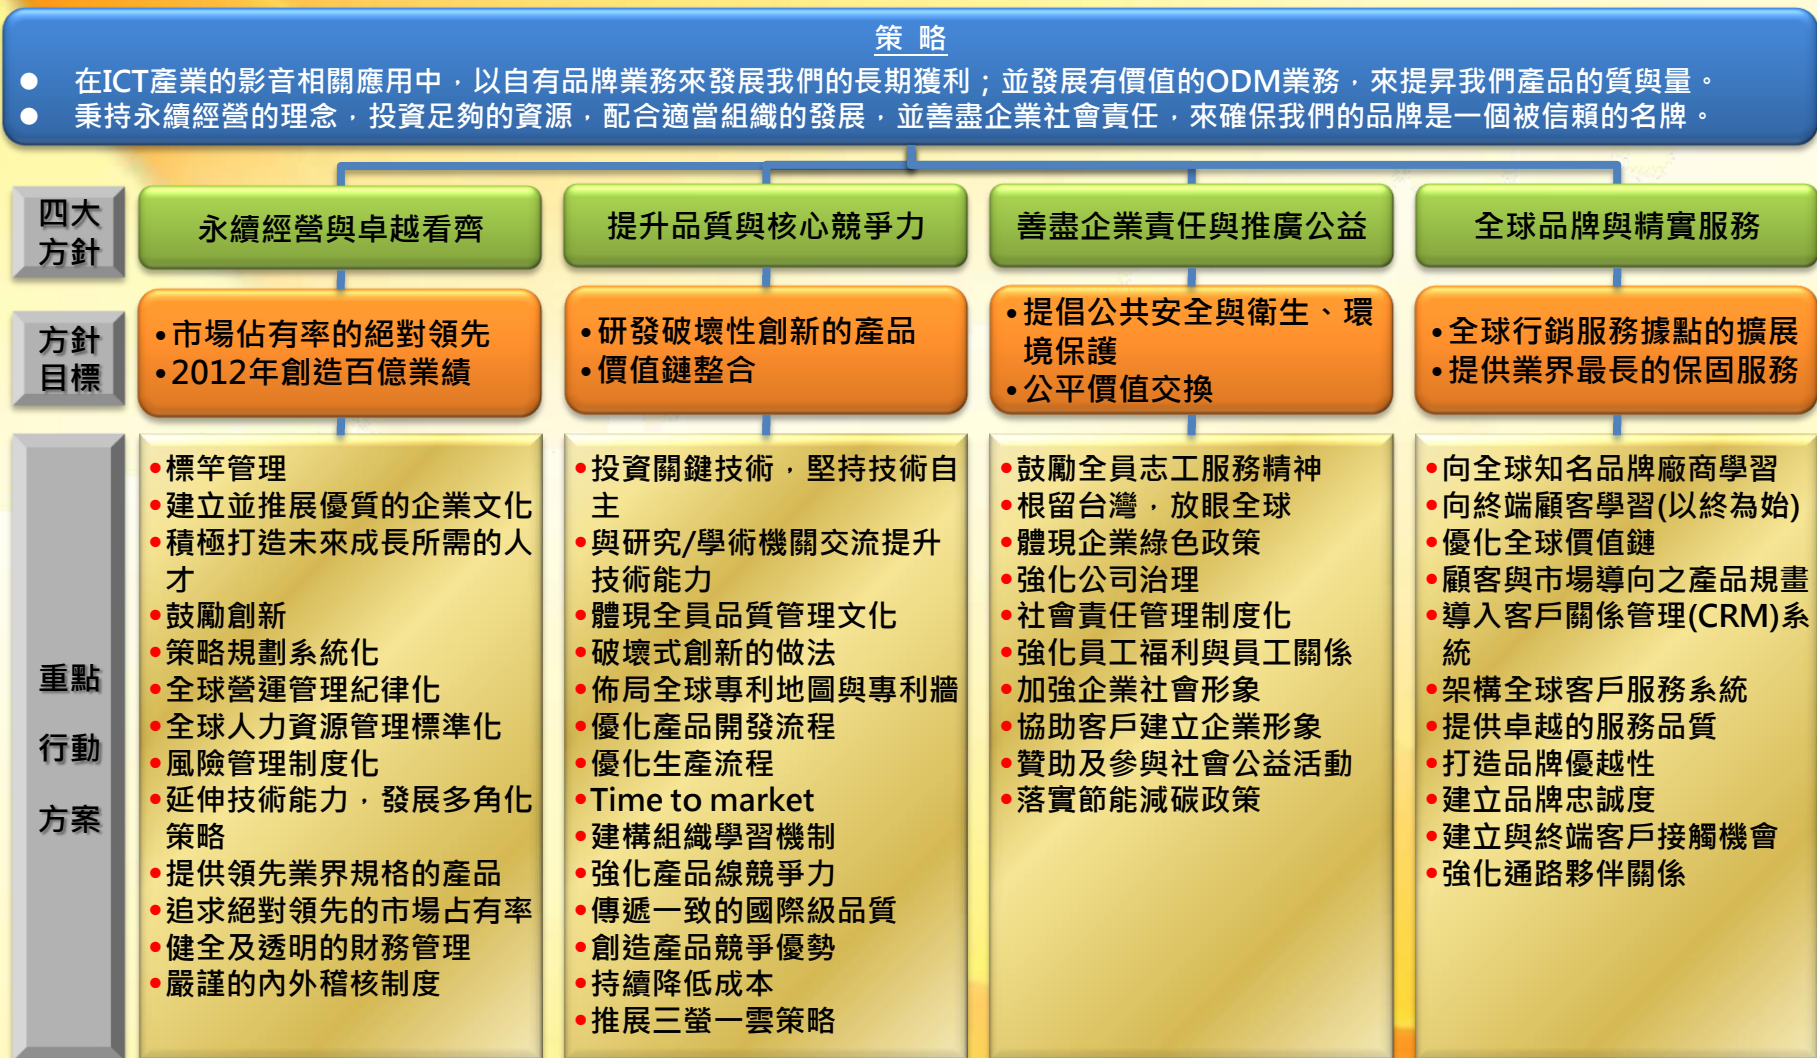 策 略
● 在ICT產業的影音相關應用中，以自有品牌業務來發展我們的長期獲利；並發展有價值的ODM業務，來提昇我們產品的質與量。
● 秉持永續經營的理念，投資足夠的資源，配合適當組織的發展，並善盡企業社會責任，來確保我們的品牌是一個被信賴的名牌。
四大
方針
永續經營與卓越看齊
提升品質與核心競爭力
善盡企業責任與推廣公益
全球品牌與精實服務
方針
目標
•市場佔有率的絕對領先
•2012年創造百億業績
•研發破壞性創新的產品
•價值鏈整合
•提倡公共安全與衛生、環
境保護
•公平價值交換
•全球行銷服務據點的擴展
•提供業界最長的保固服務
重點
行動
方案
•標竿管理
•建立並推展優質的企業文化
•積極打造未來成長所需的人
才
•鼓勵創新
•策略規劃系統化
•全球營運管理紀律化
•全球人力資源管理標準化
•風險管理制度化
•延伸技術能力，發展多角化
策略
•提供領先業界規格的產品
•追求絕對領先的市場占有率
•健全及透明的財務管理
•嚴謹的內外稽核制度
•投資關鍵技術，堅持技術自
主
•與研究/學術機關交流提升
技術能力
•體現全員品質管理文化
•破壞式創新的做法
•佈局全球專利地圖與專利牆
•優化產品開發流程
•優化生產流程
•Time to market
•建構組織學習機制
•強化產品線競爭力
•傳遞一致的國際級品質
•創造產品競爭優勢
•持續降低成本
•推展三螢一雲策略
•鼓勵全員志工服務精神
•根留台灣，放眼全球
•體現企業綠色政策
•強化公司治理
•社會責任管理制度化
•強化員工福利與員工關係
•加強企業社會形象
•協助客戶建立企業形象
•贊助及參與社會公益活動
•落實節能減碳政策
•向全球知名品牌廠商學習
•向終端顧客學習(以終為始)
•優化全球價值鏈
•顧客與市場導向之產品規畫
•導入客戶關係管理(CRM)系
統
•架構全球客戶服務系統
•提供卓越的服務品質
•打造品牌優越性
•建立品牌忠誠度
•建立與終端客戶接觸機會
•強化通路夥伴關係